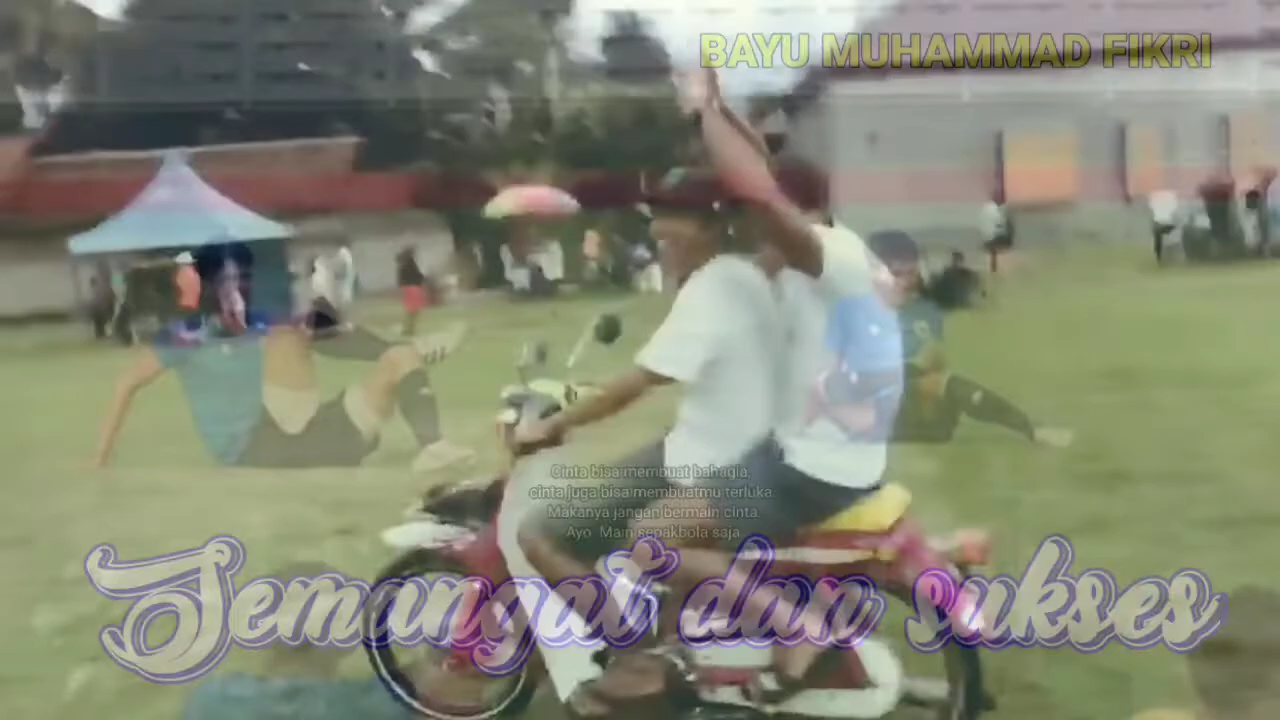 BAYU MUHAMMAD FIKRI
Cinta bisa membuat bahagia,
cinta juga bisa membuatmu terluka.
Makanya jangan bermain cinta.
Ayo Main sepakbola saja
Semangat dan sukses